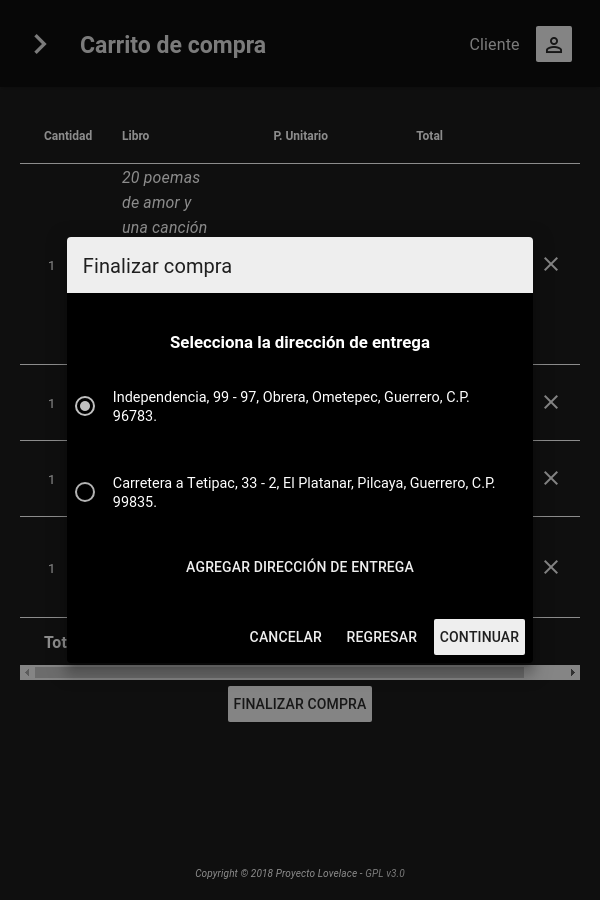 Carrito de compra
Cliente
Cantidad Libro P. Unitario Total
20 poemas
de amor y
una canción
1
Finalizar compra
Selecciona la dirección de entrega
Independencia, 99 - 97, Obrera, Ometepec, Guerrero, C.P.
96783.
1
Carretera a Tetipac, 33 - 2, El Platanar, Pilcaya, Guerrero, C.P.
99835.
1
AGREGAR DIRECCIÓN DE ENTREGA
1
CANCELAR REGRESAR CONTINUAR
Tot
FINALIZAR COMPRA
Copyright © 2018 Proyecto Lovelace - GPL v3.0